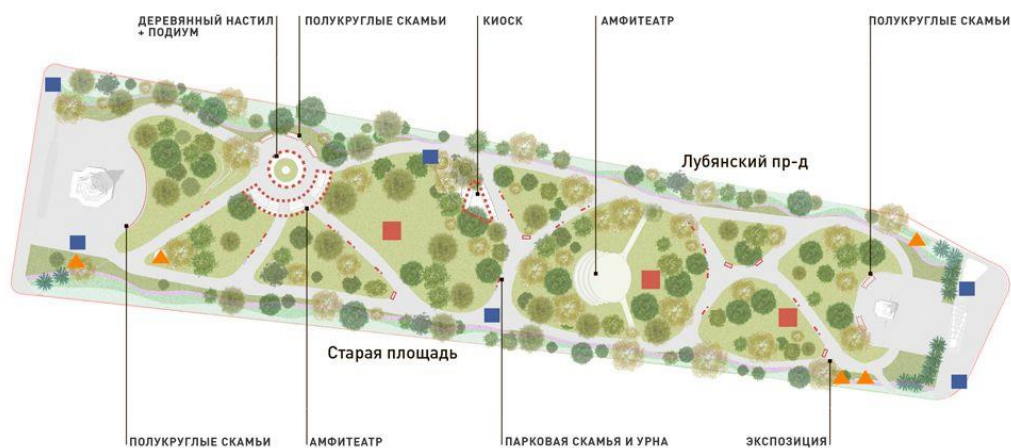 ДЕРЕВЯННЫЙ НАСТИЛ
+ ПОДИУМ
ПОЛУКРУГЛЫЕ СКАМЬИ
КИОСК
АМФИТЕАТР
ПОЛУКРУГЛЫЕ СКАМЬИ
Лубянский пр-д
Старая площадь
ПОЛУКРУГЛЫЕ СКАМЬИ
АМФИТЕАТР
ПАРКОВАЯ СКАМЬЯ И УРНА
ЭКСПОЗИЦИЯ